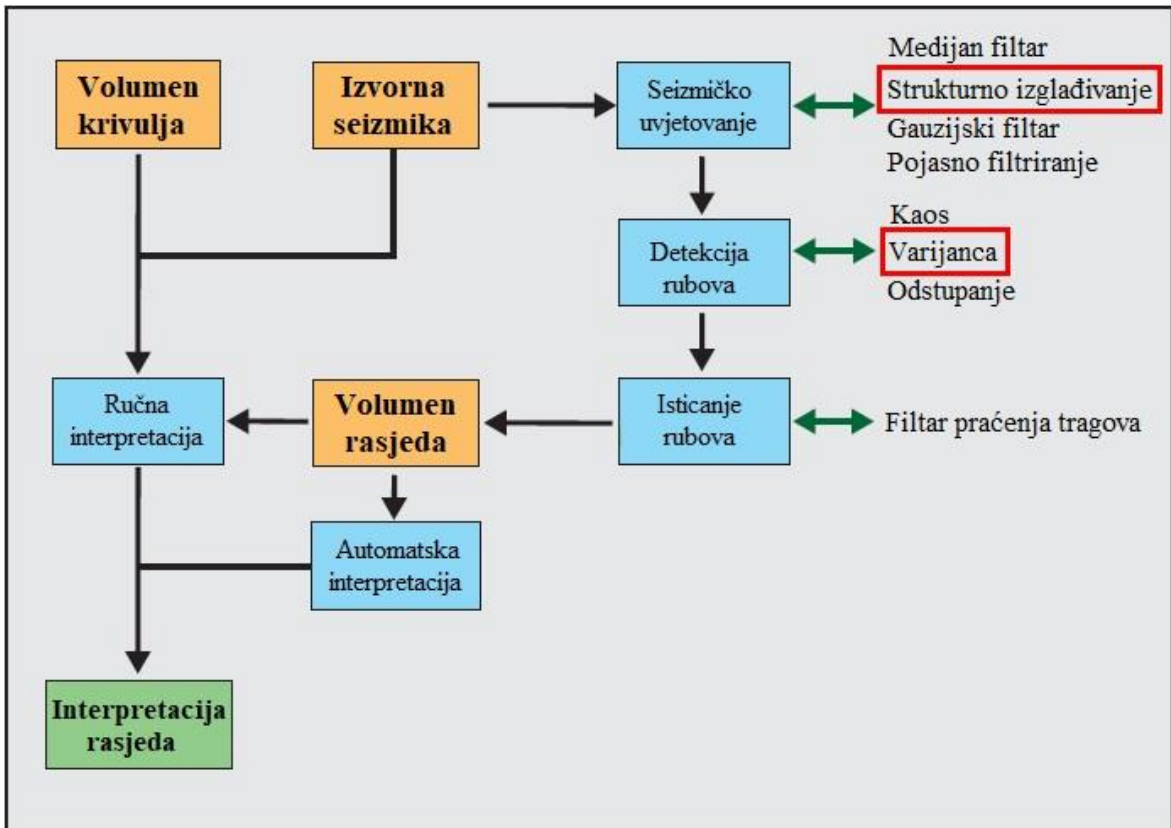 Volumen
krivulja
Izvorna
seizmika
Seizmičko
uvjetovanje
Medijan filtar
Strukturno izglađivanje
Gauzijski filtar
Pojasno filtriranje
Detekcija
rubova
Kaos
Varijanca
Odstupanje
Ručna
interpretacija
Volumen
rasjeda
Isticanje
rubova
Filtar praćenja tragova
Automatska
interpretacija
Interpretacija
rasjeda